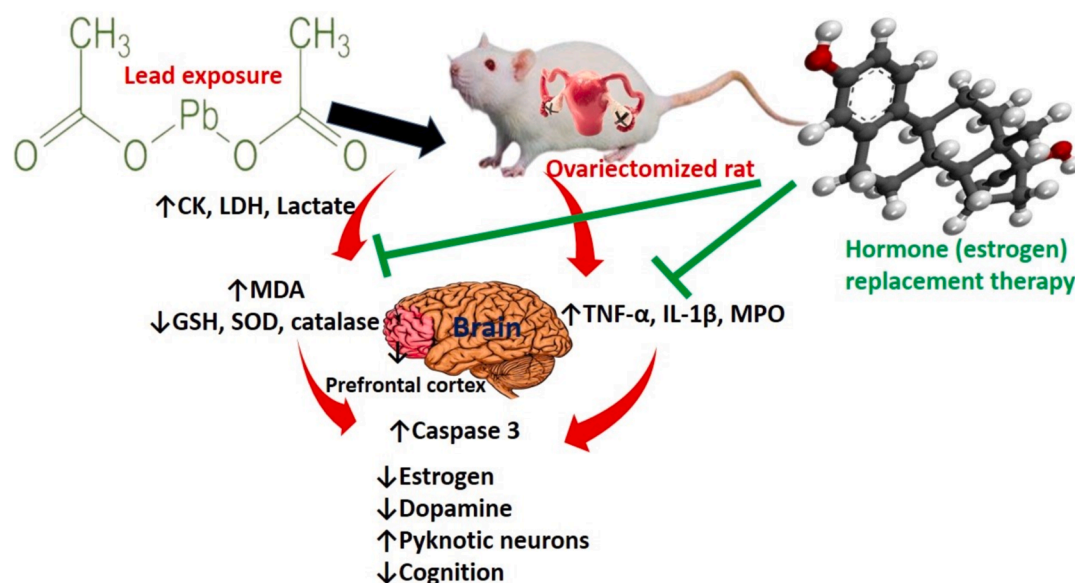 CH₃
CH₃
Lead exposure
Pb
O
O
O
O
Ovariectomized rat
↑CK, LDH, Lactate
Hormone (estrogen)
replacement therapy
↑MDA
↓GSH, SOD, catalase
Brain
↑TNF-α, IL-1β, MPO
↓
Prefrontal cortex
↑Caspase 3
↓Estrogen
↓Dopamine
↑Pyknotic neurons
↓Cognition